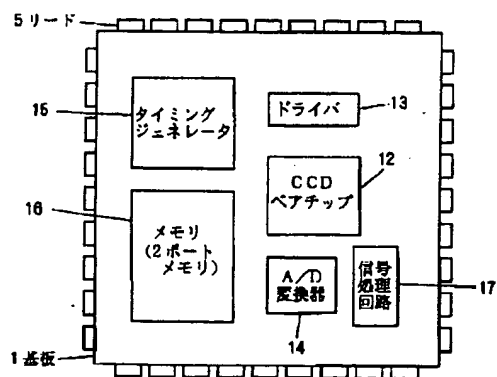 5 リード
15
タイミング
ジェネレータ
ドライバ
13
12
CCD
ベアチップ
16
メモリ
(2ポート
メモリ)
A/D
変換器
14
信号
処理
回路
17
1 基板